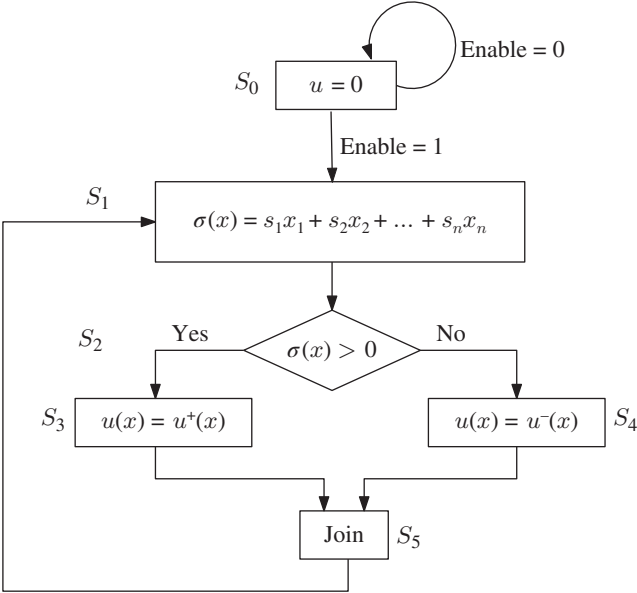 Enable = 0
S₀
u = 0
Enable = 1
S₁
σ(x) = s₁x₁ + s₂x₂ + ... + sₙxₙ
S₂
Yes
σ(x) > 0
No
S₃
u(x) = u⁺(x)
u(x) = u⁻(x)
S₄
Join
S₅